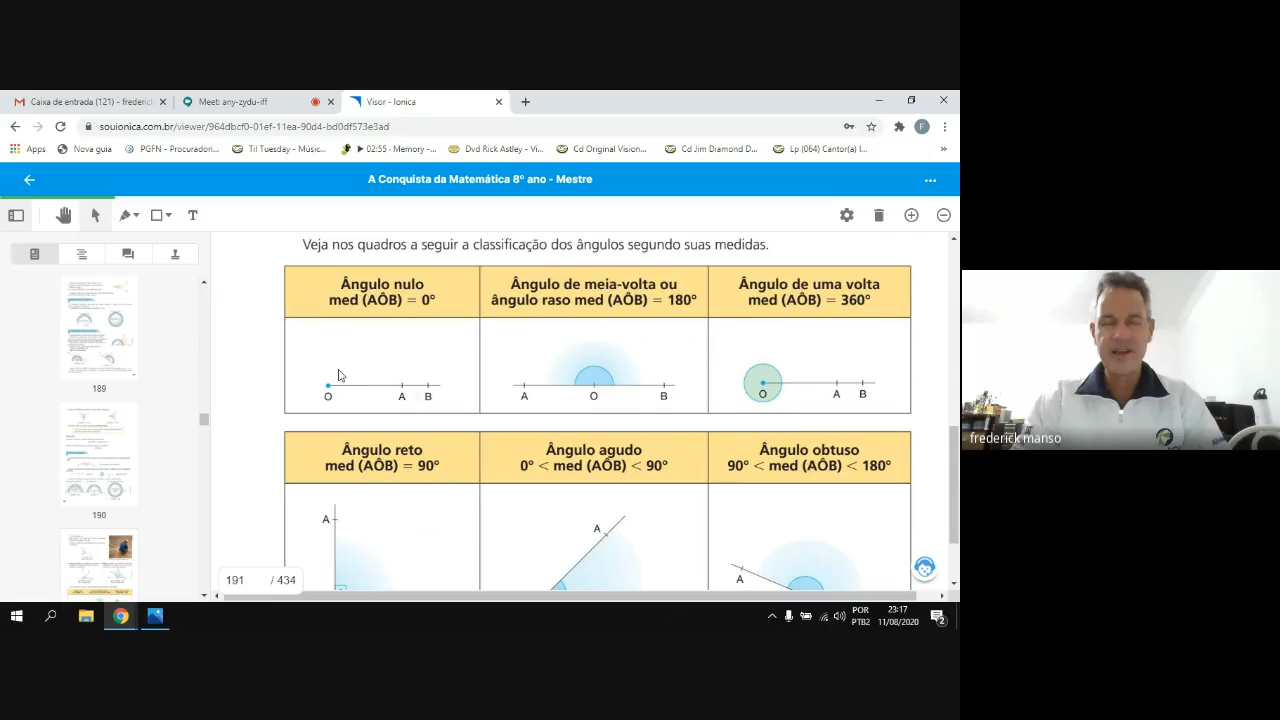 Caixa de entrada (121) - frederic
Meet: any-zydu-iff
Visor - Ionica
souionica.com.br/viewer/964dbcf0-01ef-11ea-90d4-bd0df573e3ad
F
Apps
Nova guia
PGFN - Procuradori...
Til Tuesday - Músic...
02:55 · Memory -...
Dvd Rick Astley - Vi...
Cd Original Vision...
Cd Jim Diamond D...
Lp (064) Cantor(a) I...
»
A Conquista da Matemática 8º ano - Mestre
T
Veja nos quadros a seguir a classificação dos ângulos segundo suas medidas.
Ângulo nulo
med (AÔB) = 0°
Ângulo de meia-volta ou
ângulo raso med (AÔB) = 180°
Ângulo de uma volta
med(AÔB) = 360°
O A B
A O B
O A B
Ângulo reto
med (AÔB) = 90°
Ângulo agudo
0° < med (AÔB) < 90°
Ângulo obtuso
90° < med (AÔB) < 180°
A
A
A
189
190
191 / 434
frederick manso
POR
PTB2
23:17
11/08/2020
2